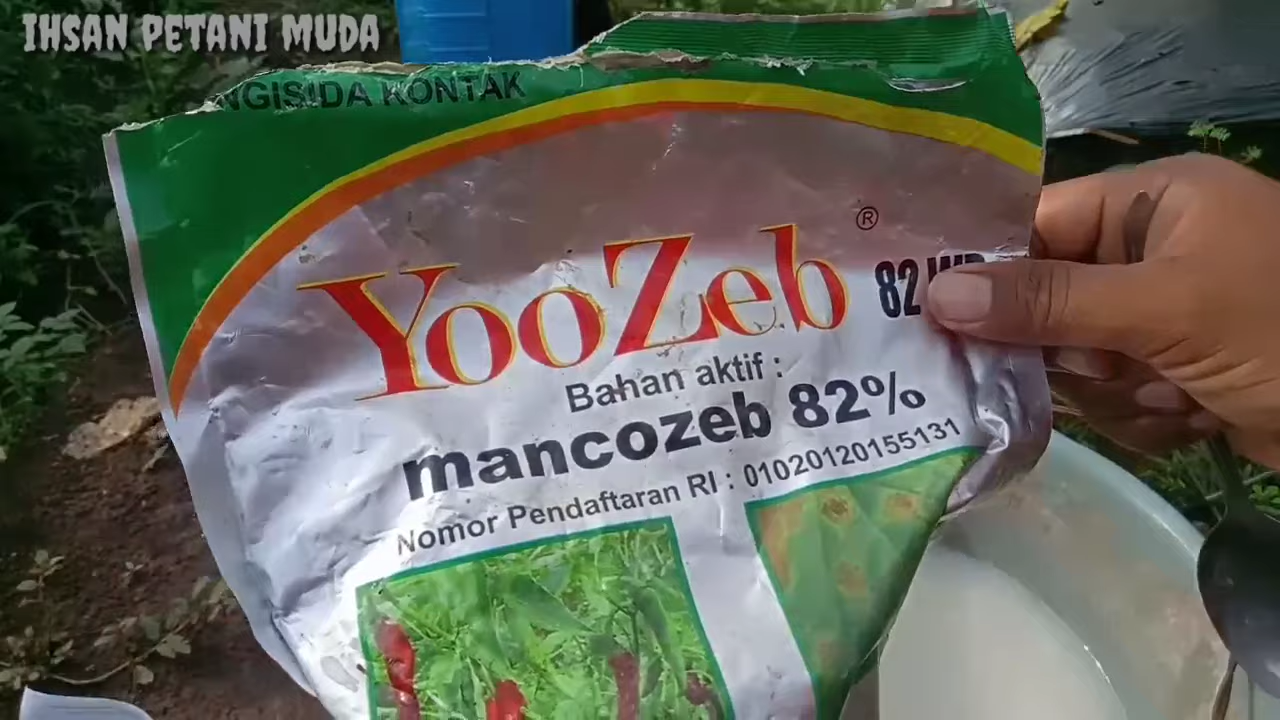 IHSAN PETANI MUDA
NGISIDA KONTAK
YooZeb ®
82
Bahan aktif :
mancozeb 82%
Nomor Pendaftaran RI : 01020120155131